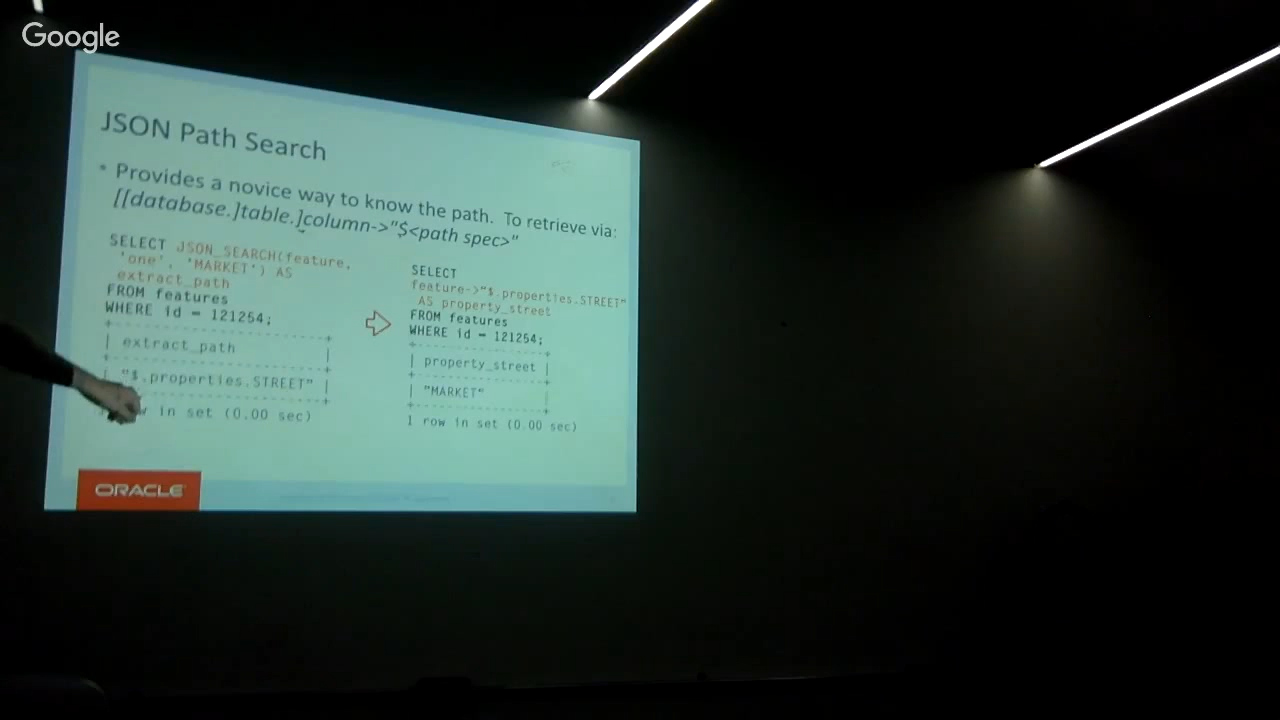 Google
JSON Path Search
• Provides a novice way to know the path. To retrieve via:
[[database.]table.]column->"$<path spec>"
SELECT JSON_SEARCH(feature,
'one', 'MARKET') AS
extract_path
FROM features
WHERE id = 121254;
+---------------------------+
| extract_path |
+---------------------------+
| "$.properties.STREET" |
+---------------------------+
in set (0.00 sec)
SELECT
feature->"$.properties.STREET"
AS property_street
FROM features
WHERE id = 121254;
+-----------------+
| property_street |
+-----------------+
| "MARKET" |
+-----------------+
1 row in set (0.00 sec)
ORACLE